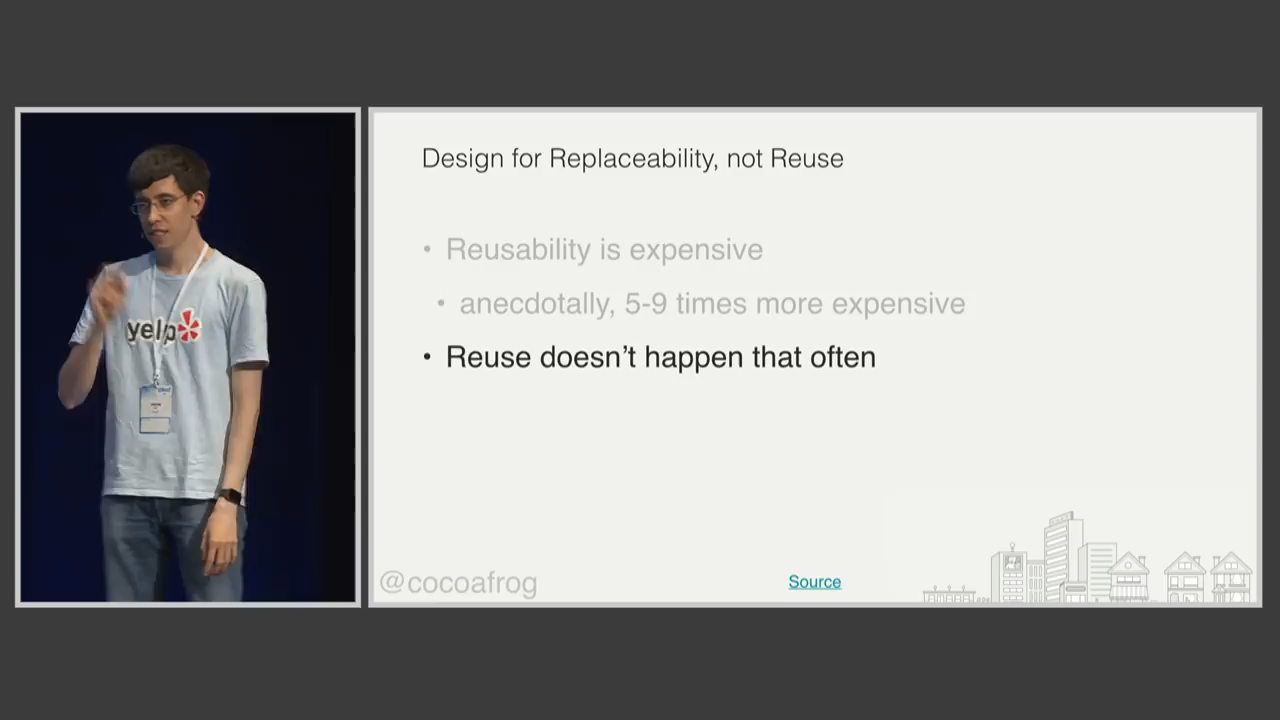 Design for Replaceability, not Reuse
• Reusability is expensive
• anecdotally, 5-9 times more expensive
• Reuse doesn’t happen that often
@cocoafrog
Source
yelp